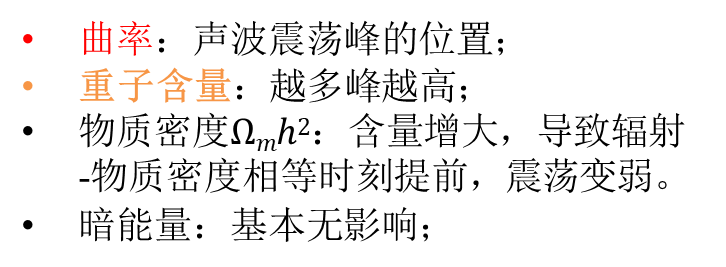 • 曲率：声波震荡峰的位置；
• 重子含量：越多峰越高；
• 物质密度Ωₘh²：含量增大，导致辐射
-物质密度相等时刻提前，震荡变弱。
• 暗能量：基本无影响；